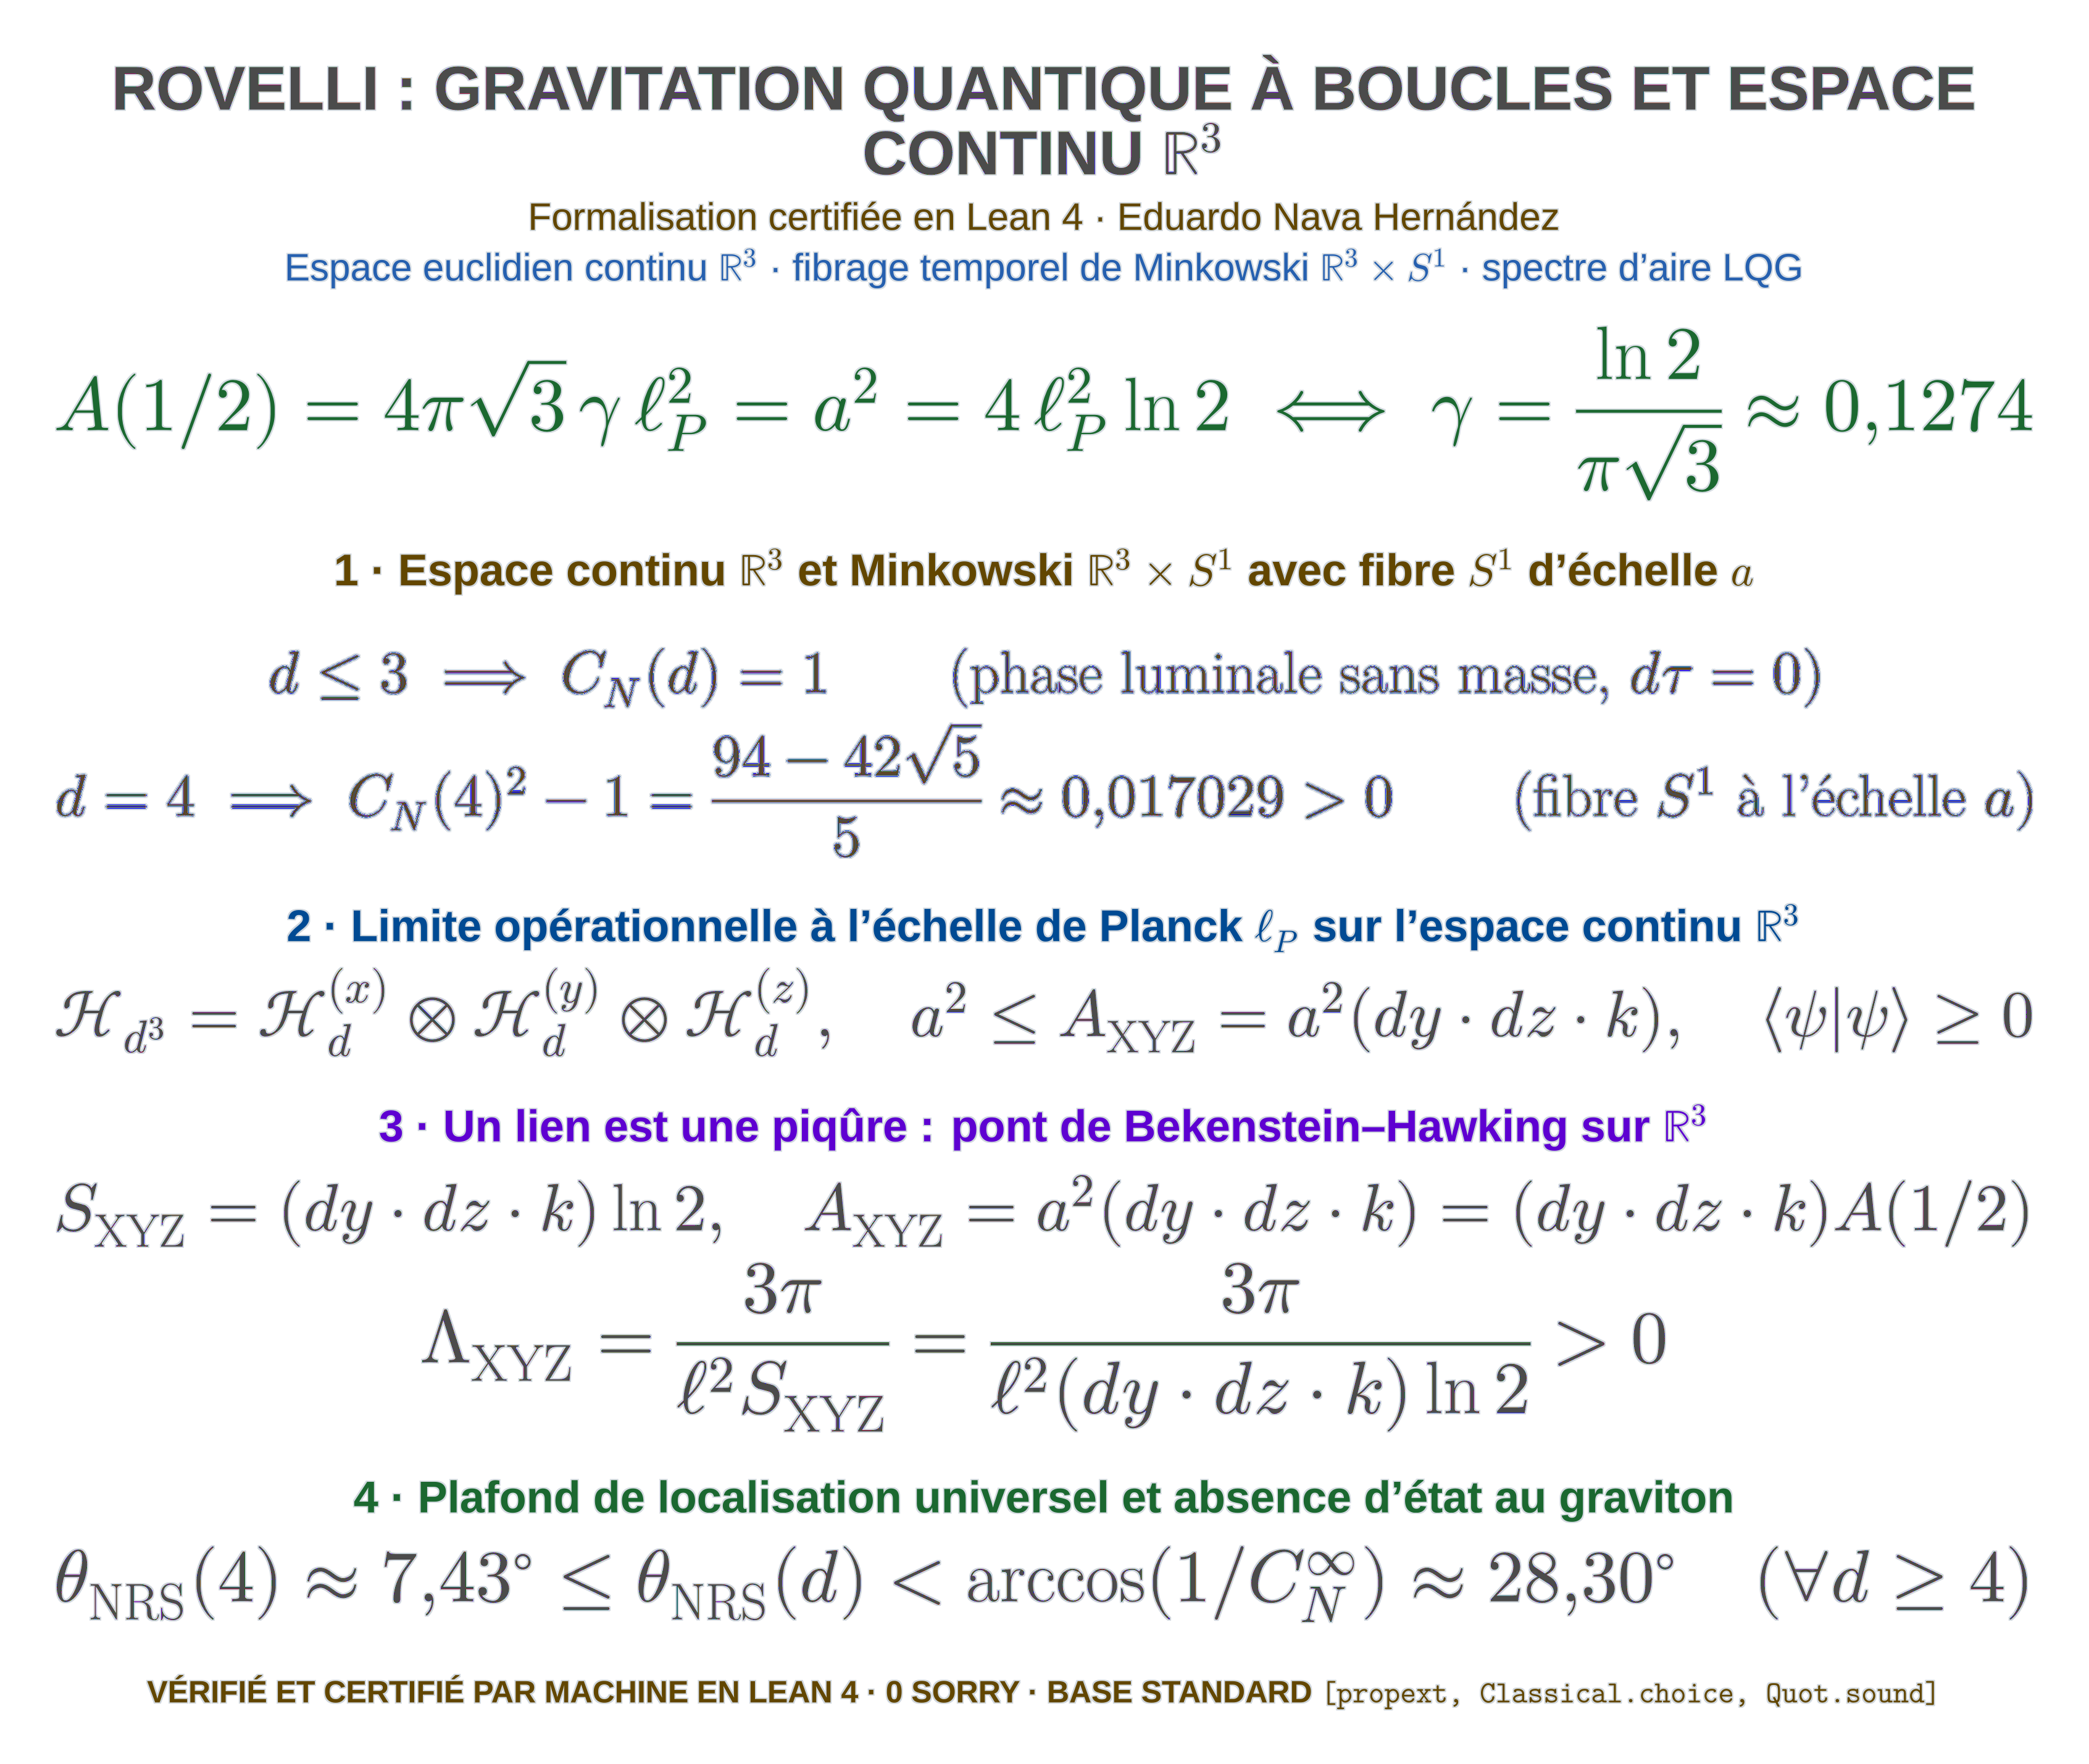 ROVELLI : GRAVITATION QUANTIQUE À BOUCLES ET ESPACE
CONTINU ℝ³
Formalisation certifiée en Lean 4 · Eduardo Nava Hernández
Espace euclidien continu ℝ³ · fibrage temporel de Minkowski ℝ³ × S¹ · spectre d’aire LQG
A(1/2) = 4π√3 γ ℓ_P² = a² = 4 ℓ_P² ln 2 ⟺ γ = ln 2 / (π√3) ≈ 0,1274
1 · Espace continu ℝ³ et Minkowski ℝ³ × S¹ avec fibre S¹ d’échelle a
d ≤ 3 ⟹ C_N(d) = 1 (phase luminale sans masse, dτ = 0)
d = 4 ⟹ C_N(4)² − 1 = (94 − 42√5) / 5 ≈ 0,017029 > 0 (fibre S¹ à l’échelle a)
2 · Limite opérationnelle à l’échelle de Planck ℓ_P sur l’espace continu ℝ³
ℋ_{d³} = ℋ_d^{(x)} ⊗ ℋ_d^{(y)} ⊗ ℋ_d^{(z)}, a² ≤ A_XYZ = a²(dy · dz · k), ⟨ψ|ψ⟩ ≥ 0
3 · Un lien est une piqûre : pont de Bekenstein–Hawking sur ℝ³
S_XYZ = (dy · dz · k) ln 2, A_XYZ = a²(dy · dz · k) = (dy · dz · k)A(1/2)
Λ_XYZ = 3π / (ℓ² S_XYZ) = 3π / (ℓ²(dy · dz · k) ln 2) > 0
4 · Plafond de localisation universel et absence d’état au graviton
θ_NRS(4) ≈ 7,43° ≤ θ_NRS(d) < arccos(1/C_N^∞) ≈ 28,30° (∀d ≥ 4)
VÉRIFIÉ ET CERTIFIÉ PAR MACHINE EN LEAN 4 · 0 SORRY · BASE STANDARD [propext, Classical.choice, Quot.sound]